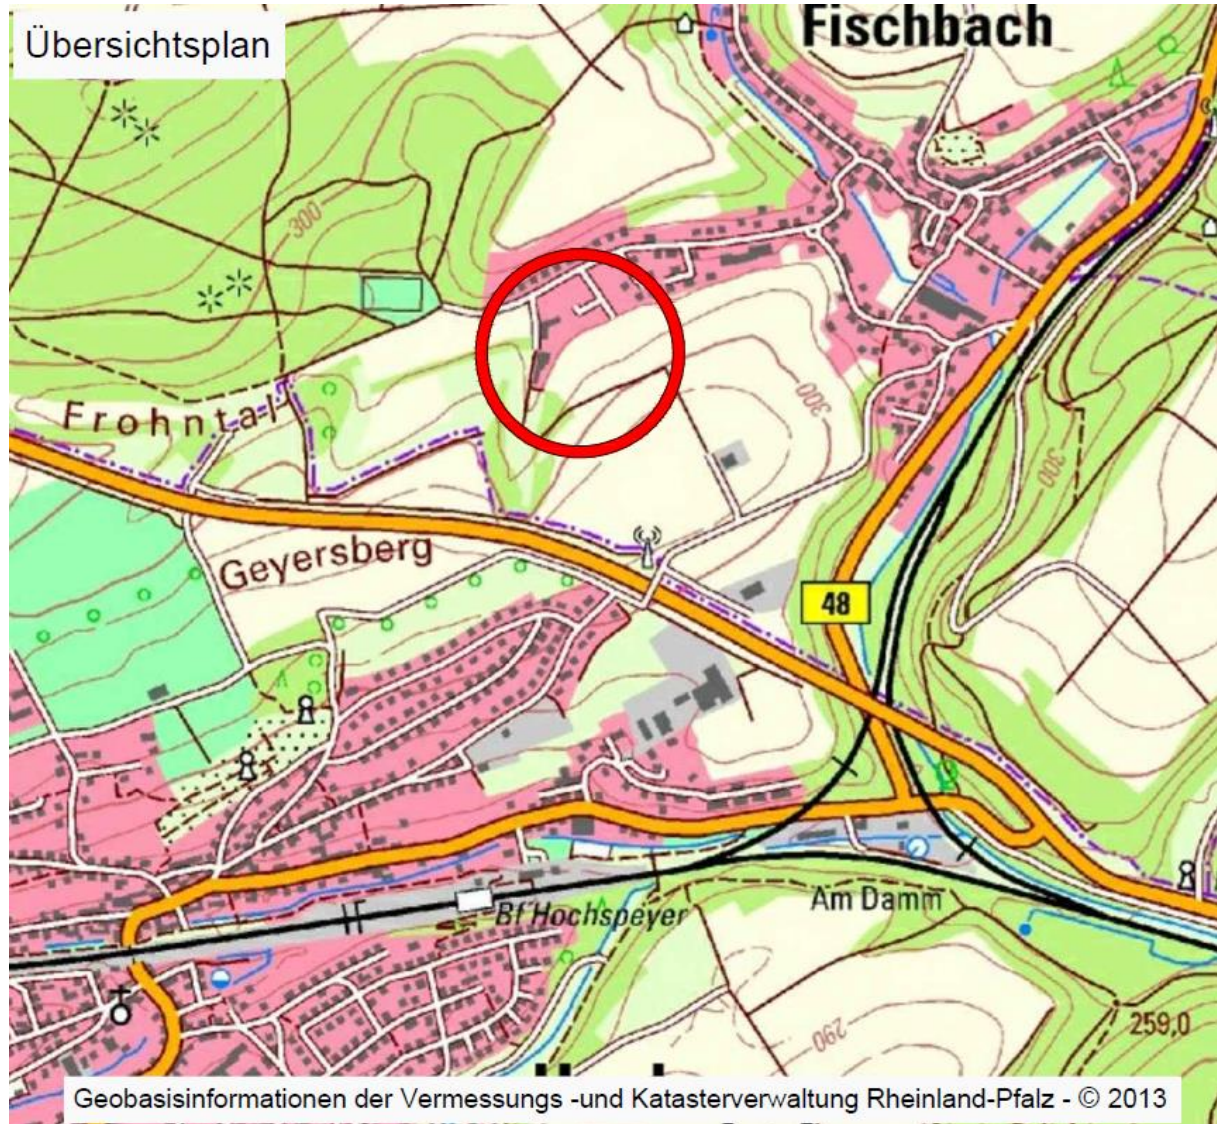 Übersichtsplan
Fischbach
300
300
Frohntal
300
Geyersberg
48
Bf Hochspeyer
Am Damm
290
259,0
Geobasisinformationen der Vermessungs -und Katasterverwaltung Rheinland-Pfalz - © 2013